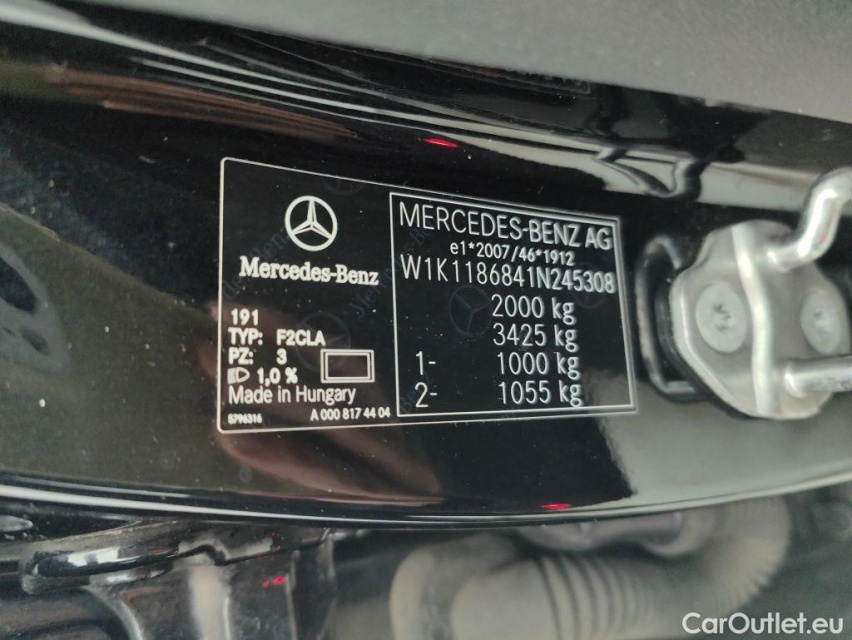 Mercedes-Benz
191
TYP: F2CLA
PZ: 3
1,0 %
Made in Hungary
5796316
A 000 817 44 04
MERCEDES-BENZ AG
e1*2007/46*1912
W1K1186841N245308
2000 kg
3425 kg
1- 1000 kg
2- 1055 kg
CarOutlet.eu